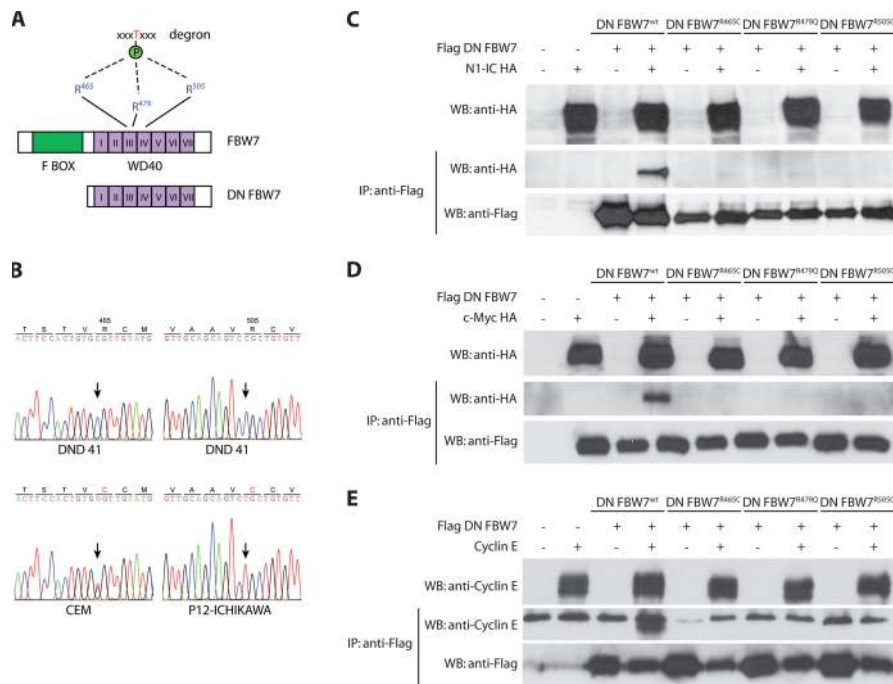 A
xxxTxxx degron
P
R465 R505
R479
I II III IV V VI VII FBW7
F BOX WD40
I II III IV V VI VII DN FBW7
B
465 505
T S T V R C M V A A V R C V
ACTTCCACTGTGCGTTGTATG GTTGCAGCAGTCCGCTGTGTT
DND 41 DND 41
T S T V C C M V A A V C C V
GTTGCAGCAGTCTGCTGTGTT
CEM P12-ICHIKAWA
C
DN FBW7wt DN FBW7R465C DN FBW7R479Q DN FBW7R505C
Flag DN FBW7 - - + + + + + + + +
N1-IC HA - + - + - + - + - +
WB: anti-HA
WB: anti-HA
IP: anti-Flag
WB: anti-Flag
D
DN FBW7wt DN FBW7R465C DN FBW7R479Q DN FBW7R505C
Flag DN FBW7 - - + + + + + + + +
c-Myc HA - + - + - + - + - +
WB: anti-HA
WB: anti-HA
IP: anti-Flag
WB: anti-Flag
E
DN FBW7wt DN FBW7R465C DN FBW7R479Q DN FBW7R505C
Flag DN FBW7 - - + + + + + + + +
Cyclin E - + - + - + - + - +
WB: anti-Cyclin E
WB: anti-Cyclin E
IP: anti-Flag
WB: anti-Flag